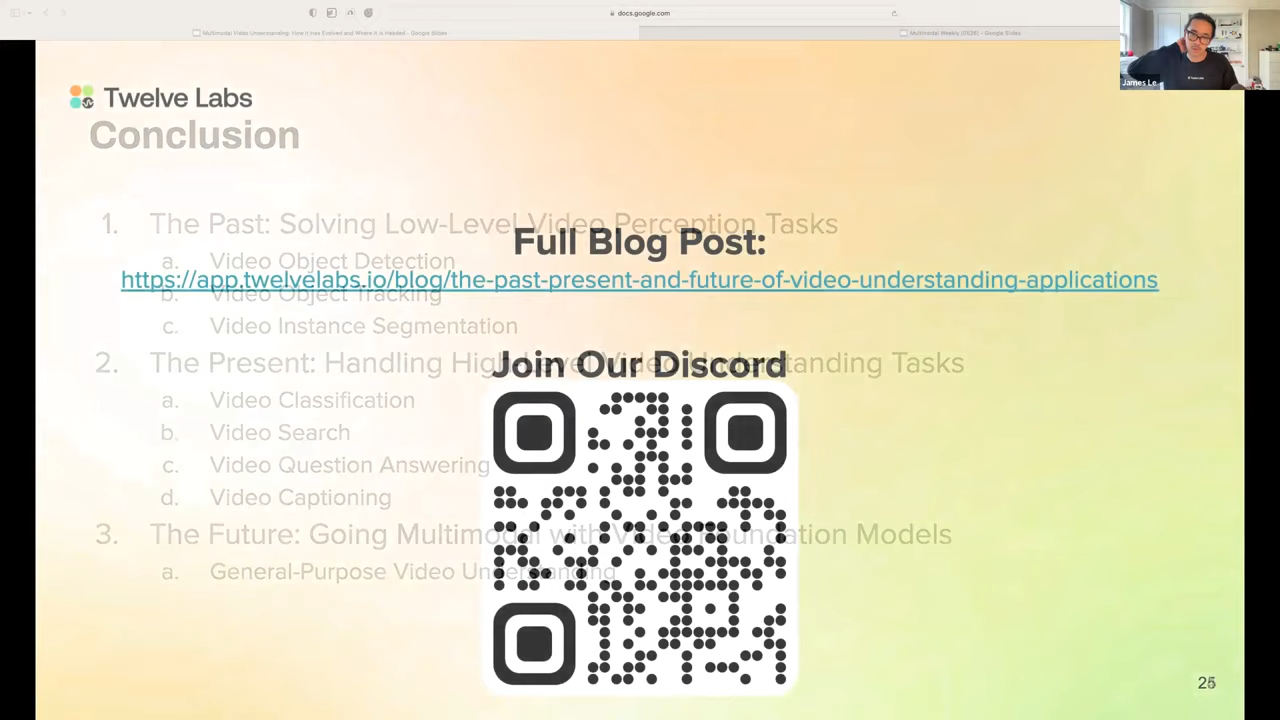 docs.google.com
Multimodal Video Understanding: How It Has Evolved and Where It Is Headed - Google Slides
Multimodal Weekly (05/26) - Google Slides
James Le
Twelve Labs
Conclusion
1. The Past: Solving Low-Level Video Perception Tasks
Full Blog Post:
a. Video Object Detection
https://app.twelvelabs.io/blog/the-past-present-and-future-of-video-understanding-applications
b. Video Object Tracking
c. Video Instance Segmentation
2. The Present: Handling High-Level Video Understanding Tasks
Join Our Discord
a. Video Classification
b. Video Search
c. Video Question Answering
d. Video Captioning
3. The Future: Going Multimodal with Video Foundation Models
a. General-Purpose Video Understanding